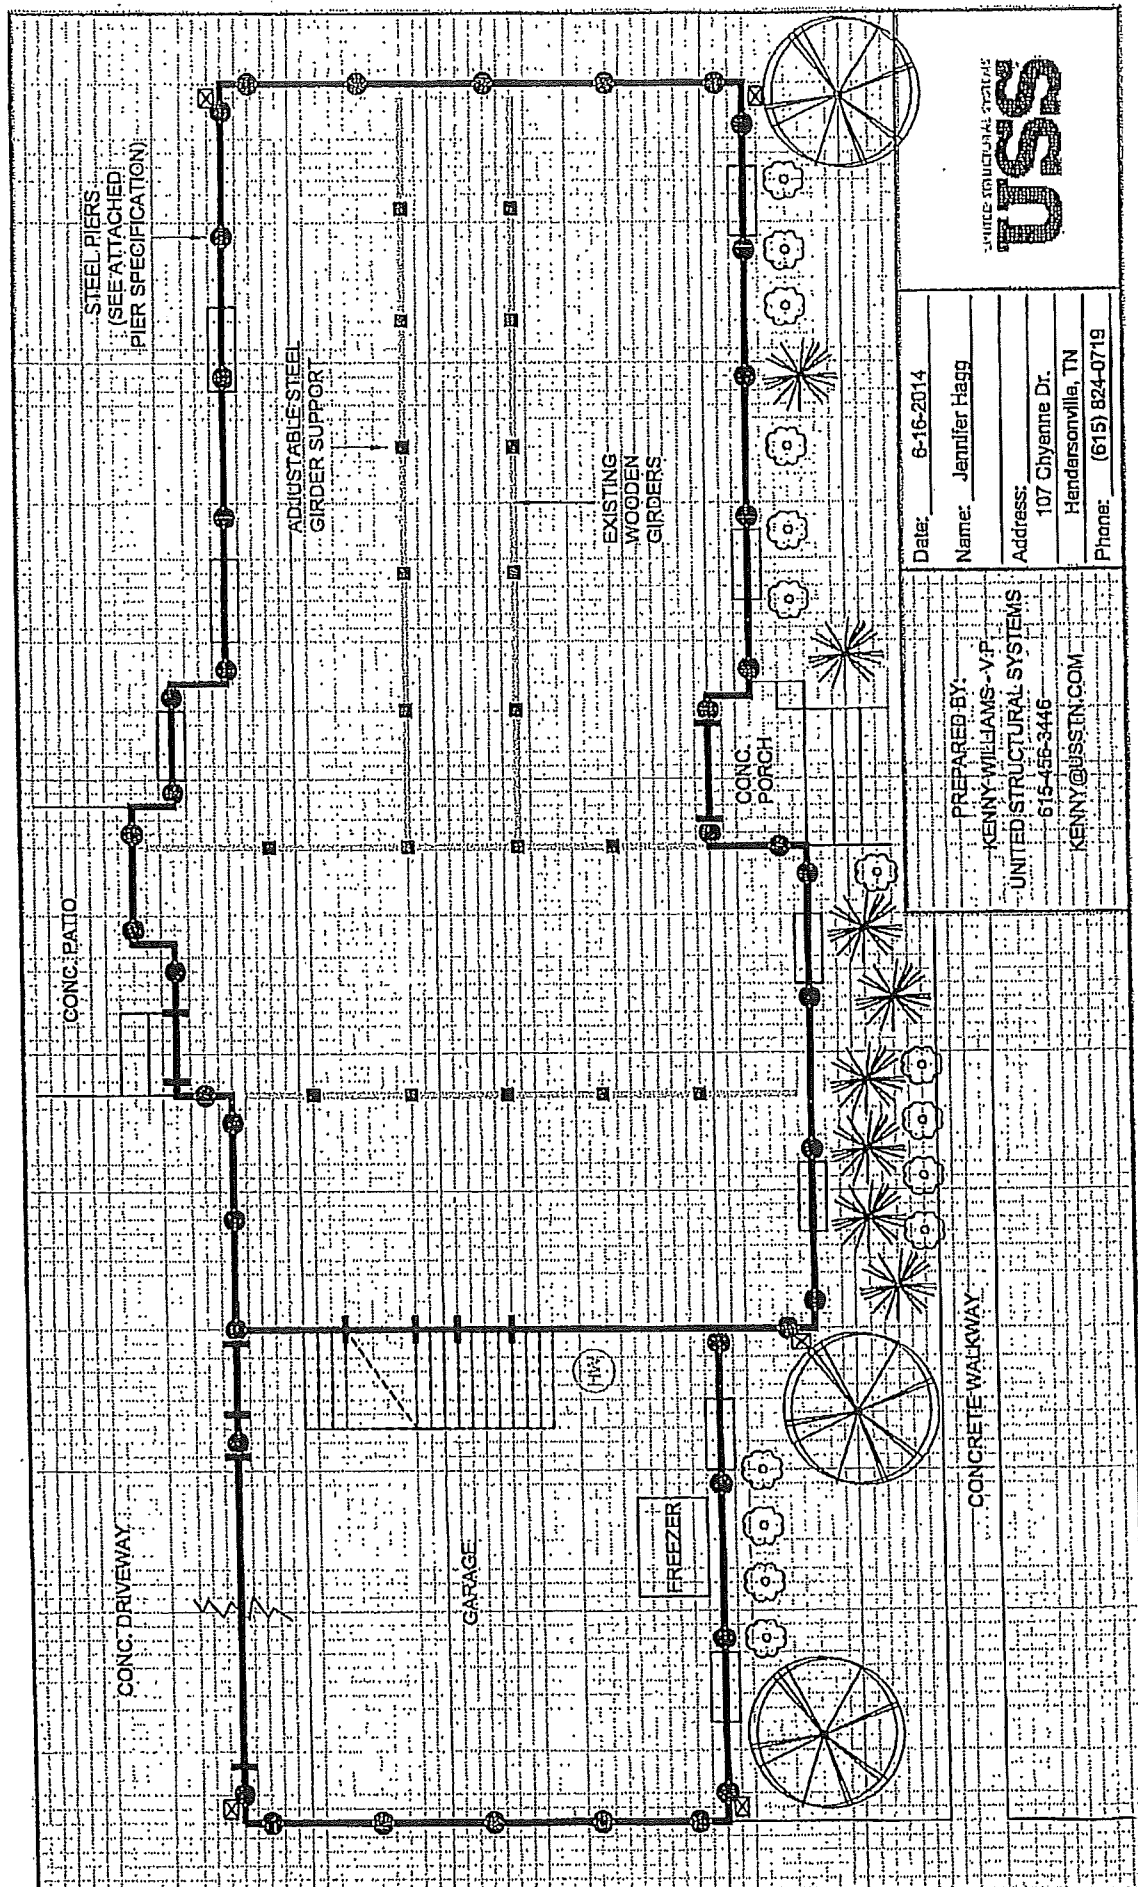 STEEL PIERS
(SEE ATTACHED
PIER SPECIFICATION)
ADJUSTABLE STEEL
GIRDER SUPPORT
EXISTING
WOODEN
GIRDERS
CONC. PATIO
CONC.
PORCH
CONC. DRIVEWAY
GARAGE
HW
FREEZER
CONCRETE WALKWAY
PREPARED BY:
KENNY WILLIAMS - V.P.
UNITED STRUCTURAL SYSTEMS
615-456-3446
KENNY@USSTN.COM
Date: 6-16-2014
Name: Jennifer Hagg
Address:
107 Chyenne Dr.
Hendersonville, TN
Phone: (615) 824-0719
UNITED STRUCTURAL SYSTEMS
USS